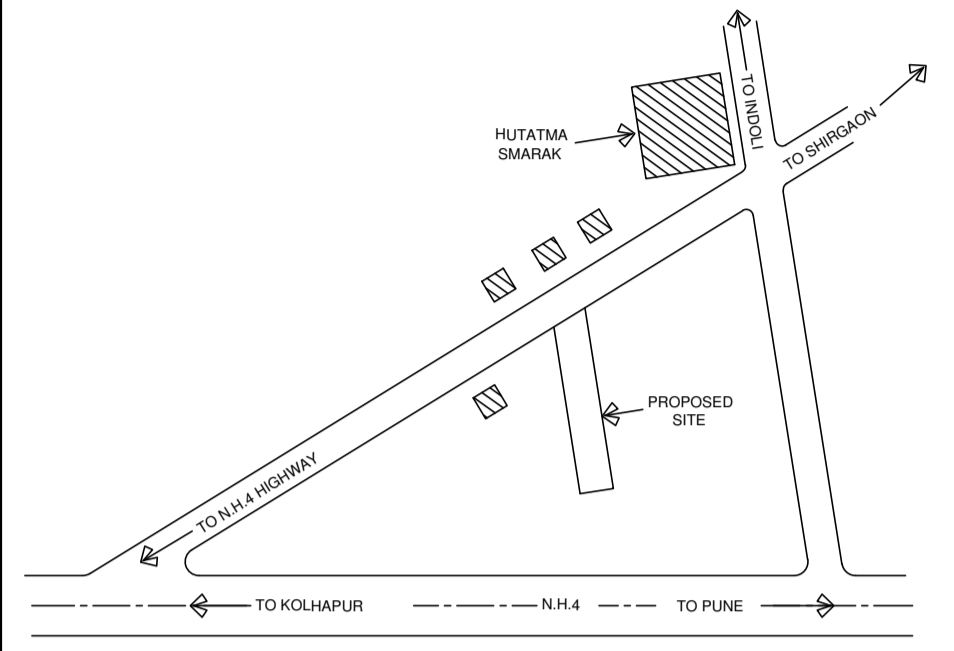 TO INDOLI
TO SHIRGAON
HUTATMA
SMARAK
PROPOSED
SITE
TO N.H.4 HIGHWAY
TO KOLHAPUR
N.H.4
TO PUNE